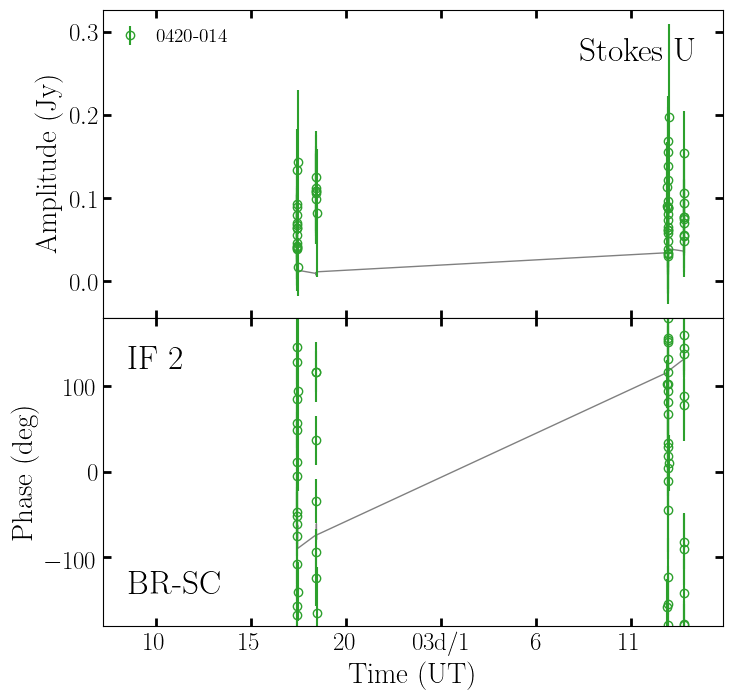 0420-014
Stokes U
Amplitude (Jy)
0.3
0.2
0.1
0.0
IF 2
Phase (deg)
100
0
−100
BR-SC
10 15 20 03d/1 6 11
Time (UT)